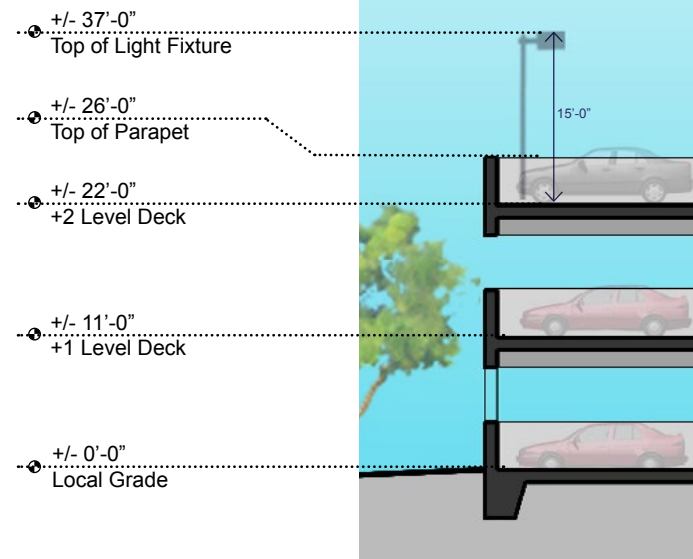 +/- 37’-0”
Top of Light Fixture
15’-0”
+/- 26’-0”
Top of Parapet
+/- 22’-0”
+2 Level Deck
+/- 11’-0”
+1 Level Deck
+/- 0’-0”
Local Grade